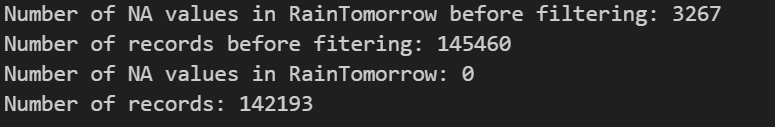 Number of NA values in RainTomorrow before filtering: 3267
Number of records before fitering: 145460
Number of NA values in RainTomorrow: 0
Number of records: 142193